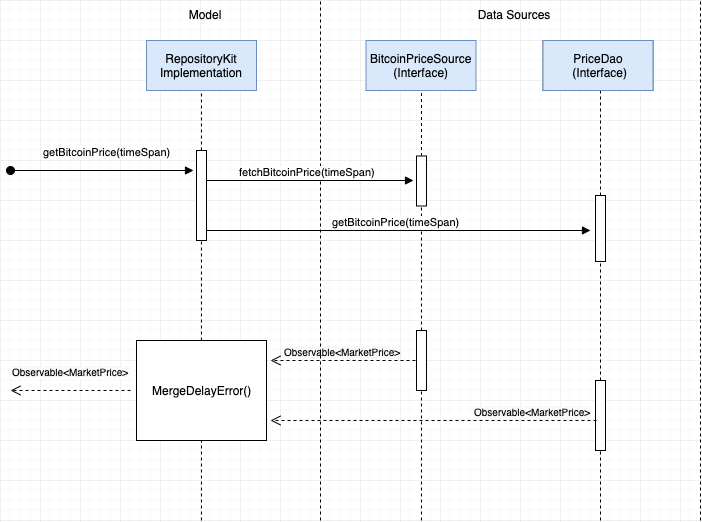 Model
Data Sources
RepositoryKit
Implementation
BitcoinPriceSource
(Interface)
PriceDao
(Interface)
getBitcoinPrice(timeSpan)
fetchBitcoinPrice(timeSpan)
getBitcoinPrice(timeSpan)
Observable<MarketPrice>
Observable<MarketPrice>
MergeDelayError()
Observable<MarketPrice>